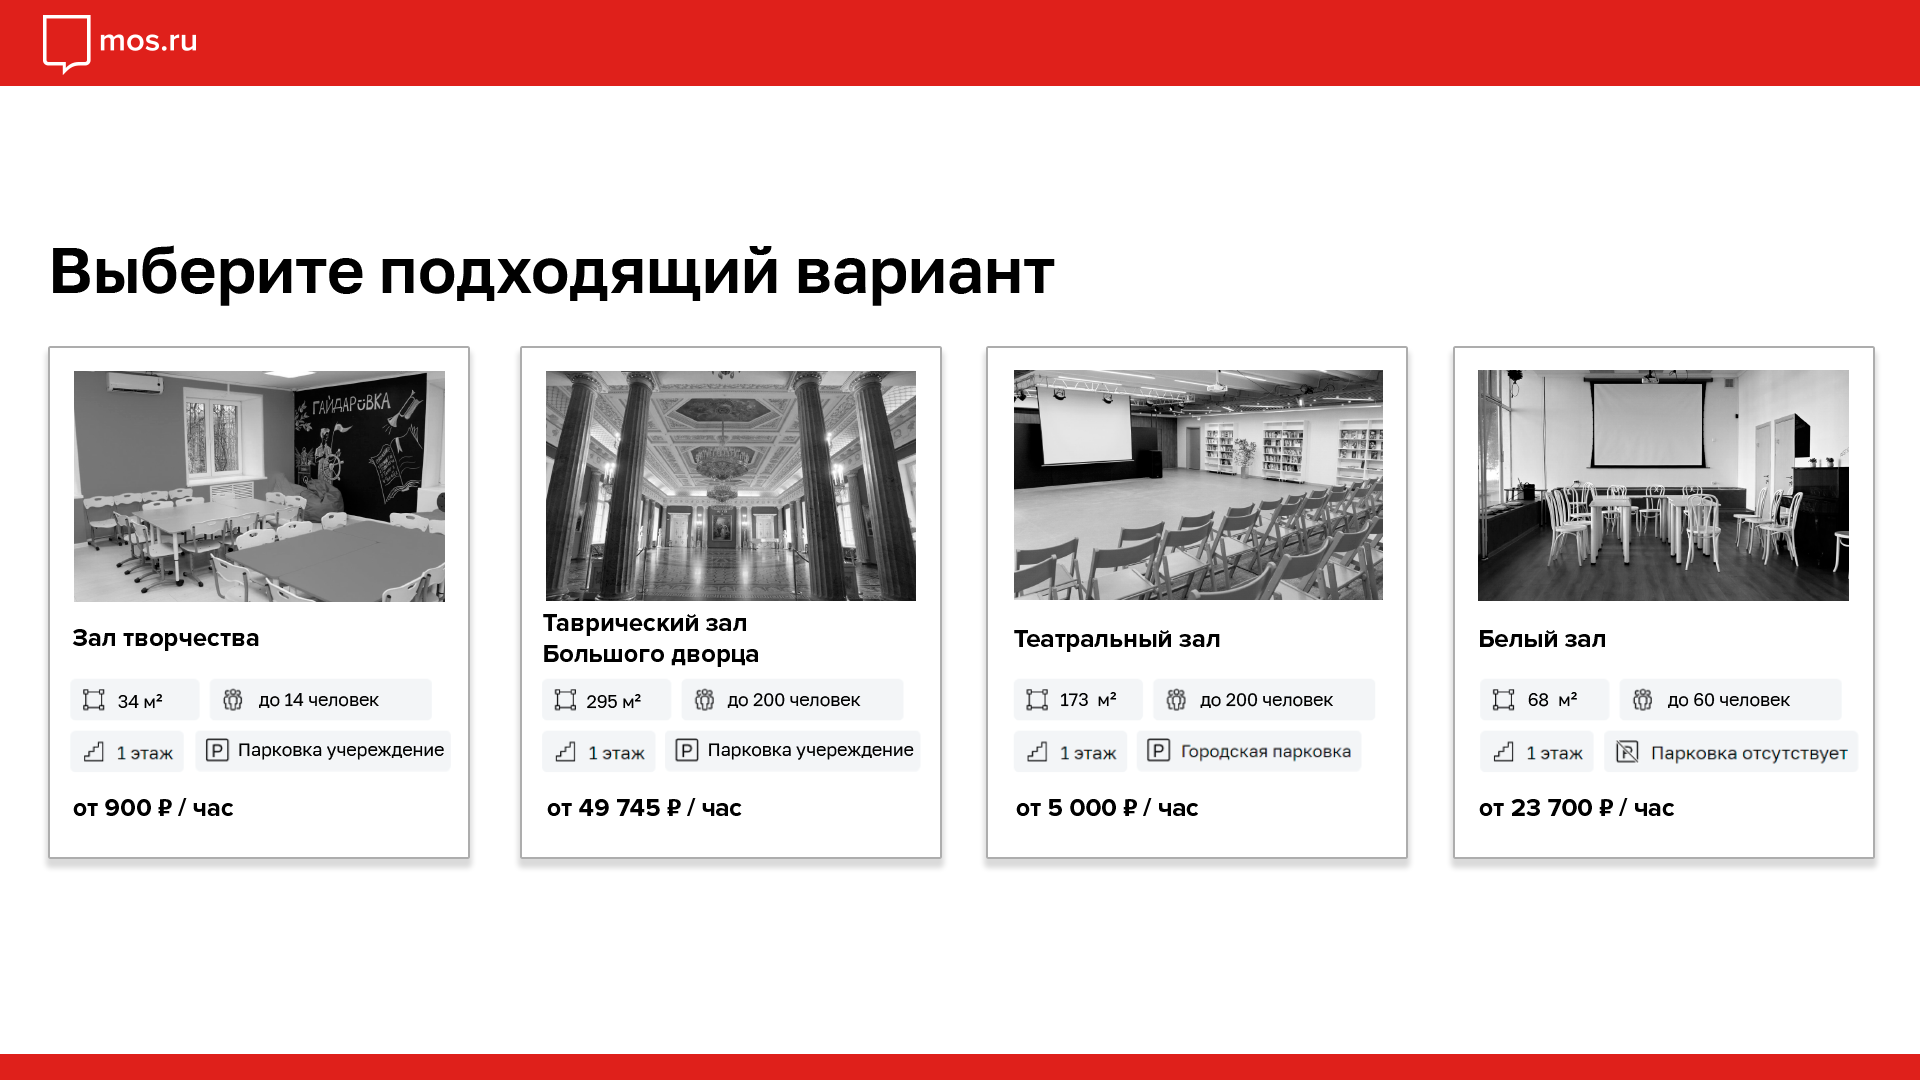 mos.ru
Выберите подходящий вариант
ГАЙДАРОВКА
Зал творчества
34 м²
до 14 человек
1 этаж
Парковка учереждение
от 900 ₽ / час
Таврический зал
Большого дворца
295 м²
до 200 человек
1 этаж
Парковка учереждение
от 49 745 ₽ / час
Театральный зал
173 м²
до 200 человек
1 этаж
Городская парковка
от 5 000 ₽ / час
Белый зал
68 м²
до 60 человек
1 этаж
Парковка отсутствует
от 23 700 ₽ / час